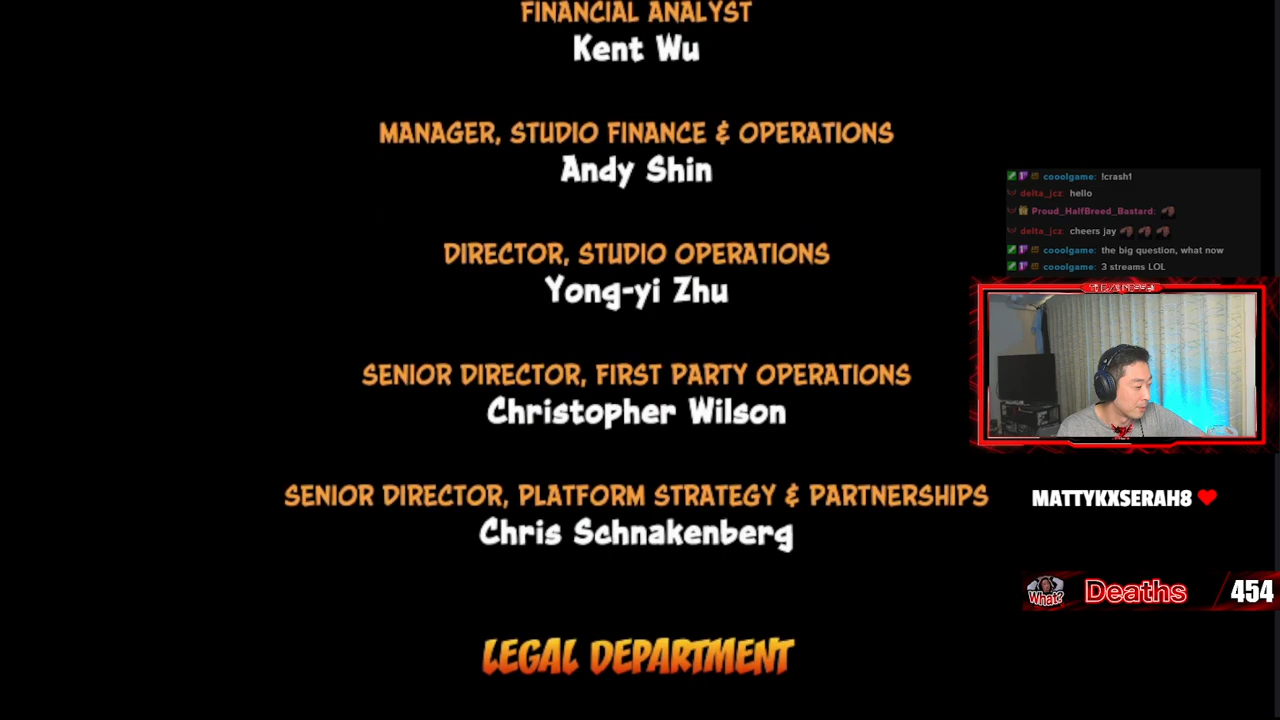 FINANCIAL ANALYST
Kent Wu
MANAGER, STUDIO FINANCE & OPERATIONS
Andy Shin
DIRECTOR, STUDIO OPERATIONS
Yong-yi Zhu
SENIOR DIRECTOR, FIRST PARTY OPERATIONS
Christopher Wilson
SENIOR DIRECTOR, PLATFORM STRATEGY & PARTNERSHIPS
Chris Schnakenberg
LEGAL DEPARTMENT
cooolgame: !crash1
delta_jcz: hello
Proud_HalfBreed_Bastard:
delta_jcz: cheers jay
cooolgame: the big question, what now
cooolgame: 3 streams LOL
MATTYKXSERAH8
What?
Deaths
454